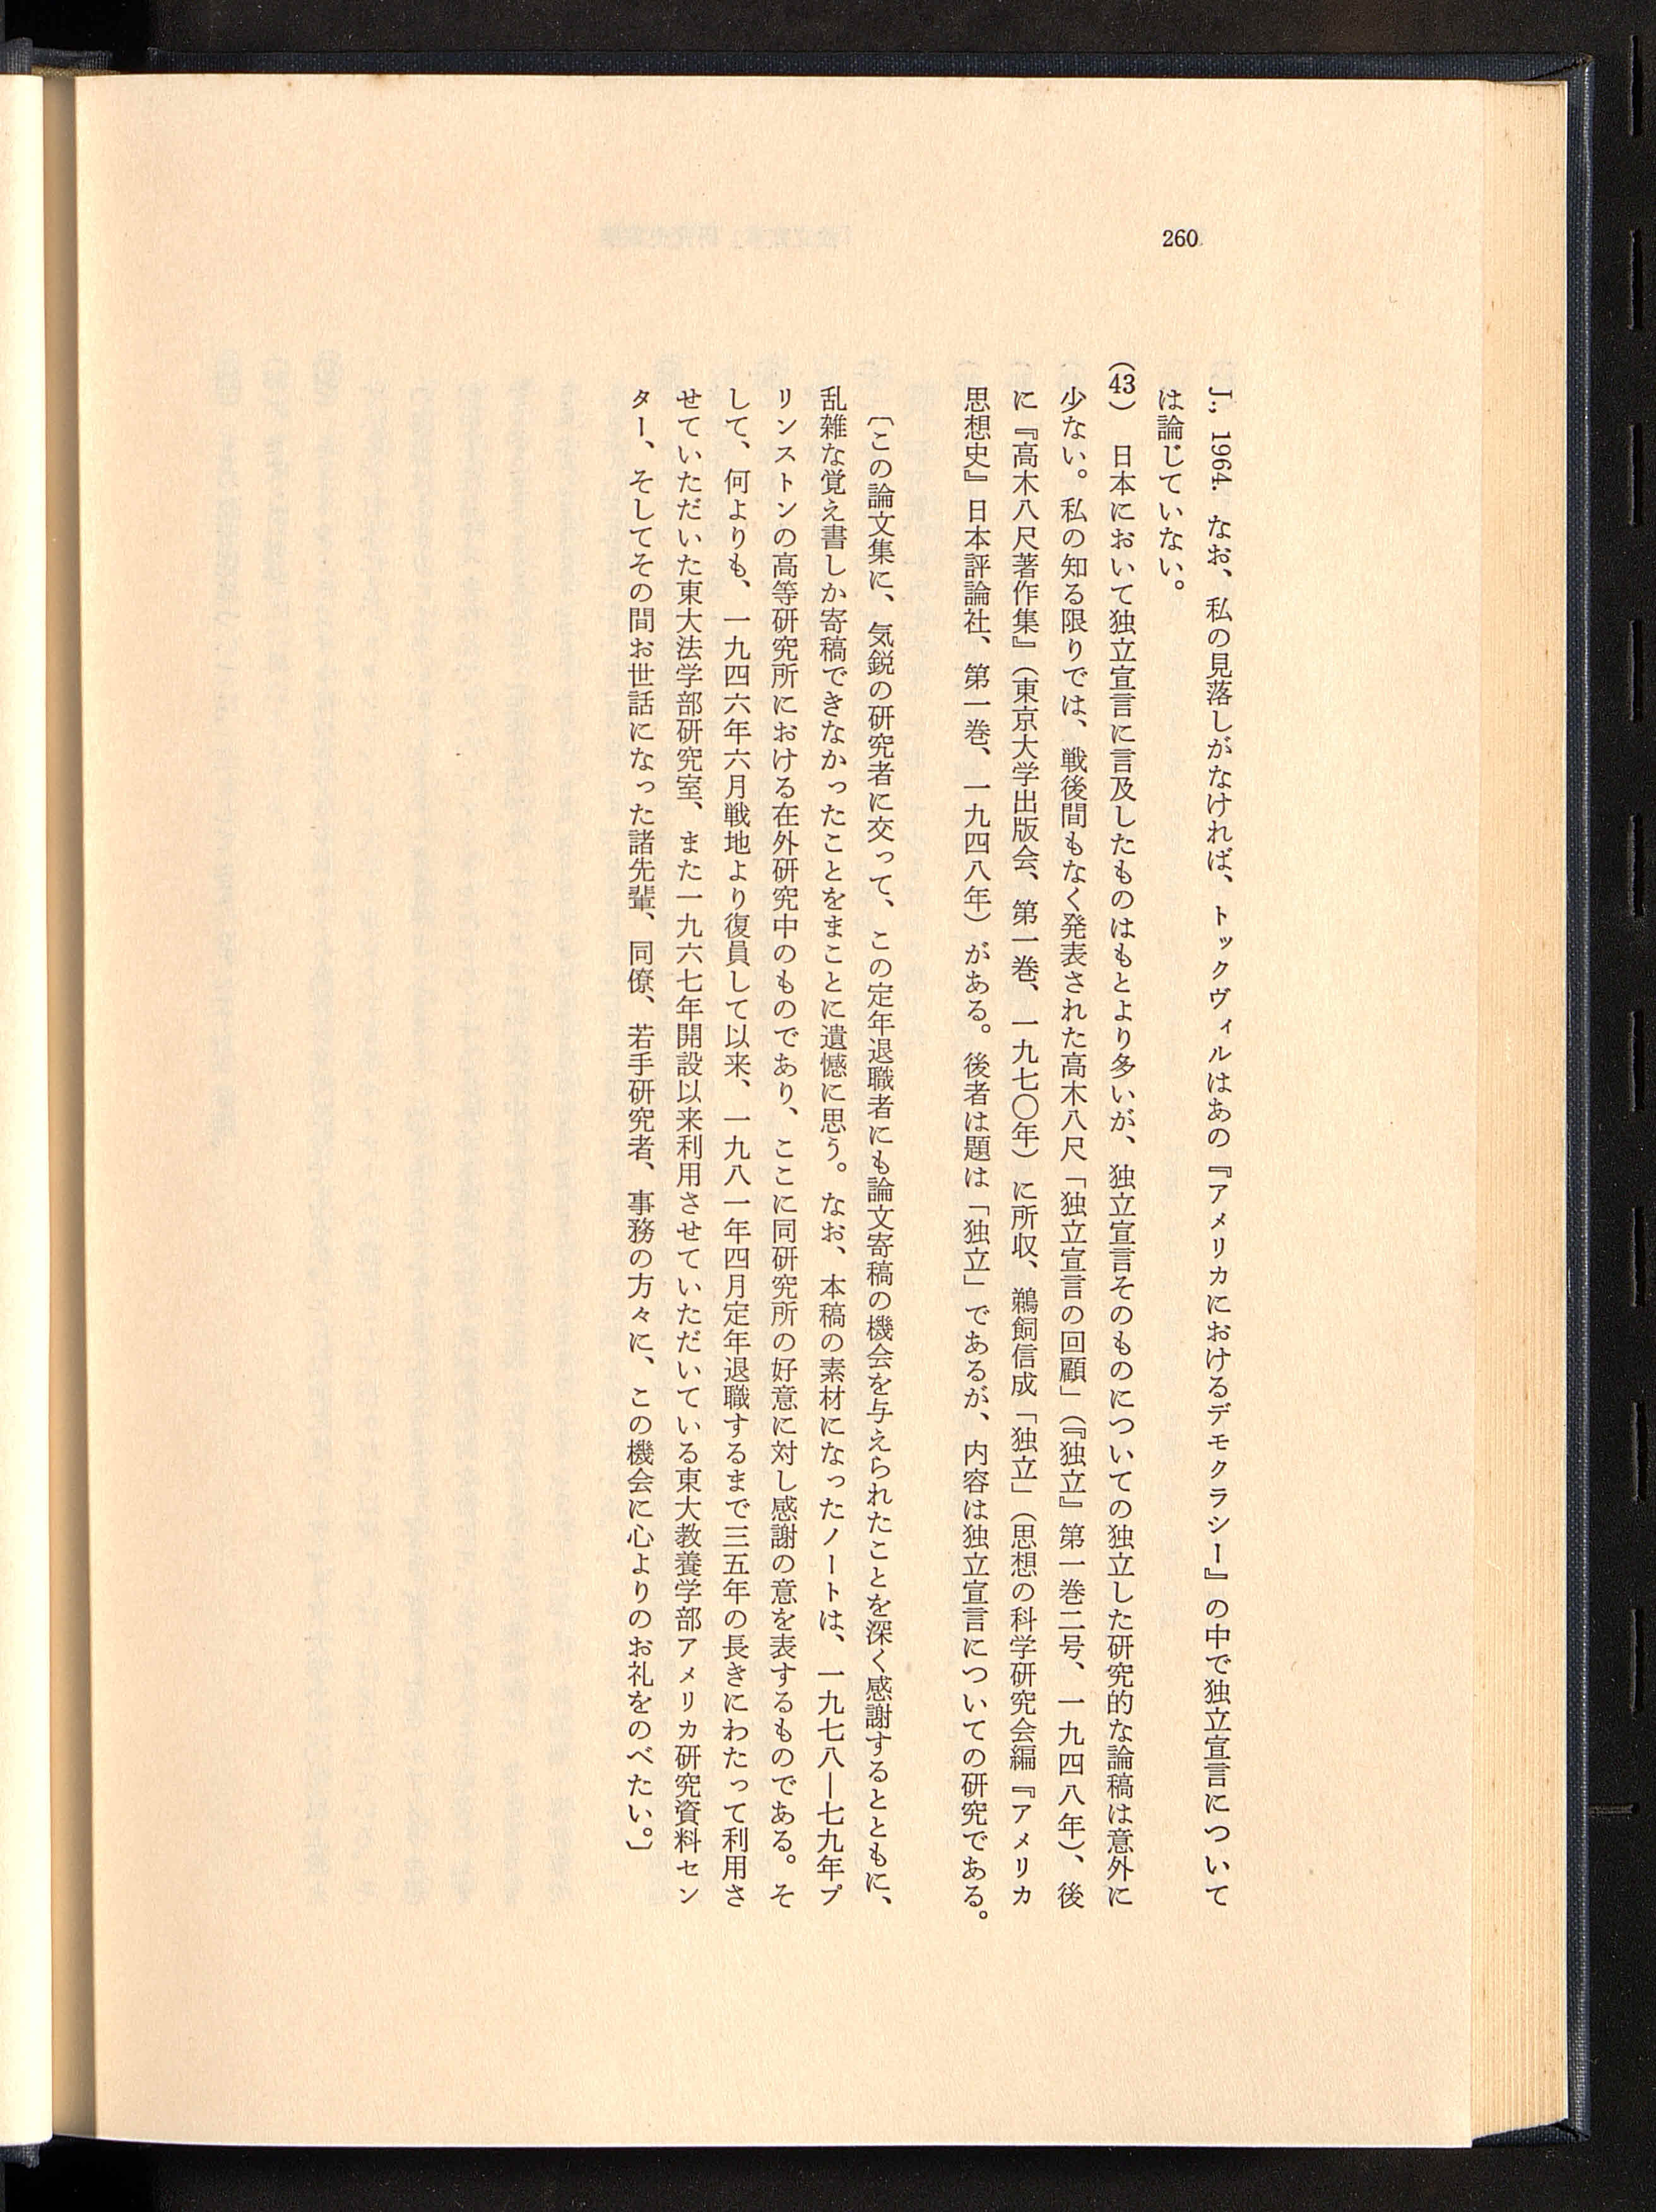 260
J., 1964. なお、私の見落しがなければ、トックヴィルはあの『アメリカにおけるデモクラシー』の中で独立宣言について
は論じていない。
(43) 日本において独立宣言に言及したものはもとより多いが、独立宣言そのものについての独立した研究的な論稿は意外に
少ない。私の知る限りでは、戦後間もなく発表された高木八尺「独立宣言の回顧」(『独立』第一巻二号、一九四八年)、後
に『高木八尺著作集』(東京大学出版会、第一巻、一九七〇年)に所収、鵜飼信成「独立」(思想の科学研究会編『アメリカ
思想史』日本評論社、第一巻、一九四八年)がある。後者は題は「独立」であるが、内容は独立宣言についての研究である。
〔この論文集に、気鋭の研究者に交って、この定年退職者にも論文寄稿の機会を与えられたことを深く感謝するとともに、
乱雑な覚え書しか寄稿できなかったことをまことに遺憾に思う。なお、本稿の素材になったノートは、一九七八―七九年プ
リンストンの高等研究所における在外研究中のものであり、ここに同研究所の好意に対し感謝の意を表するものである。そ
して、何よりも、一九四六年六月戦地より復員して以来、一九八一年四月定年退職するまで三五年の長きにわたって利用さ
せていただいた東大法学部研究室、また一九六七年開設以来利用させていただいている東大教養学部アメリカ研究資料セン
ター、そしてその間お世話になった諸先輩、同僚、若手研究者、事務の方々に、この機会に心よりのお礼をのべたい。〕